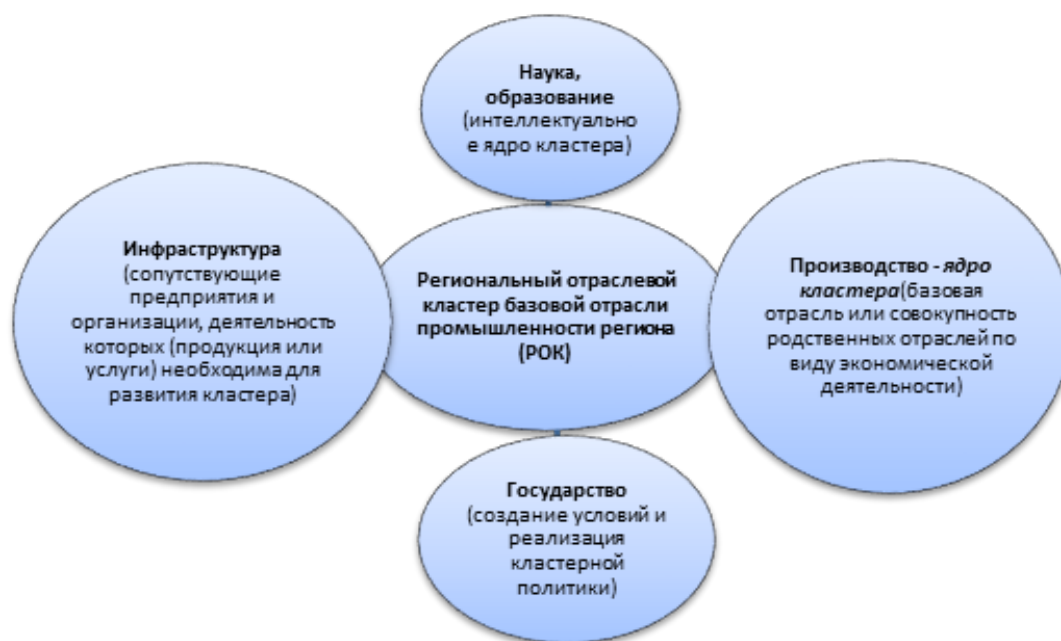 Наука,
образование
(интеллектуально
е ядро кластера)
Инфраструктура
(сопутствующие
предприятия и
организации, деятельность
которых (продукция или
услуги) необходима для
развития кластера)
Региональный отраслевой
кластер базовой отрасли
промышленности региона
(РОК)
Производство - ядро
кластера(базовая
отрасль или совокупность
родственных отраслей по
виду экономической
деятельности)
Государство
(создание условий и
реализация
кластерной
политики)